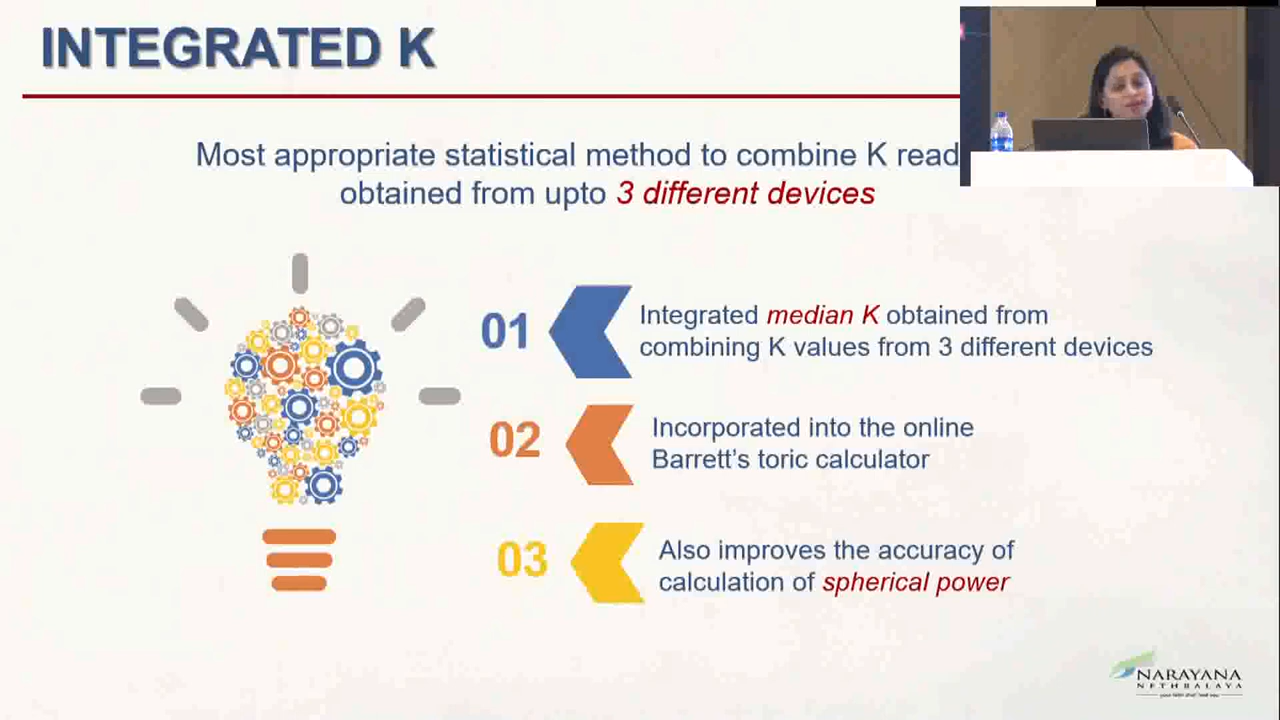 INTEGRATED K
Most appropriate statistical method to combine K read
obtained from upto 3 different devices
01
Integrated median K obtained from
combining K values from 3 different devices
02
Incorporated into the online
Barrett's toric calculator
03
Also improves the accuracy of
calculation of spherical power
NARAYANA
NETHRALAYA